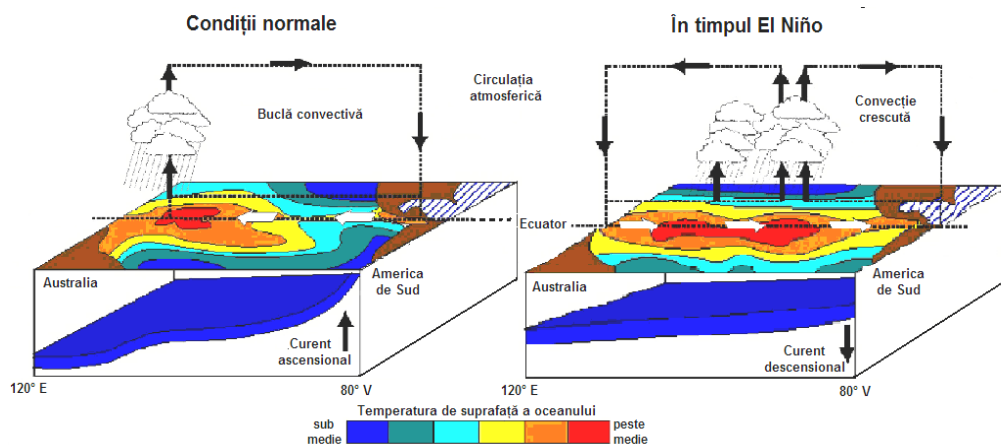 Condiții normale
În timpul El Niño
Circulația
atmosferică
Buclă convectivă
Convecție
crescută
Ecuator
Australia
America
de Sud
Australia
America
de Sud
Curent
ascensional
Curent
descensional
120° E
80° V
120° E
80° V
Temperatura de suprafață a oceanului
sub
medie
peste
medie